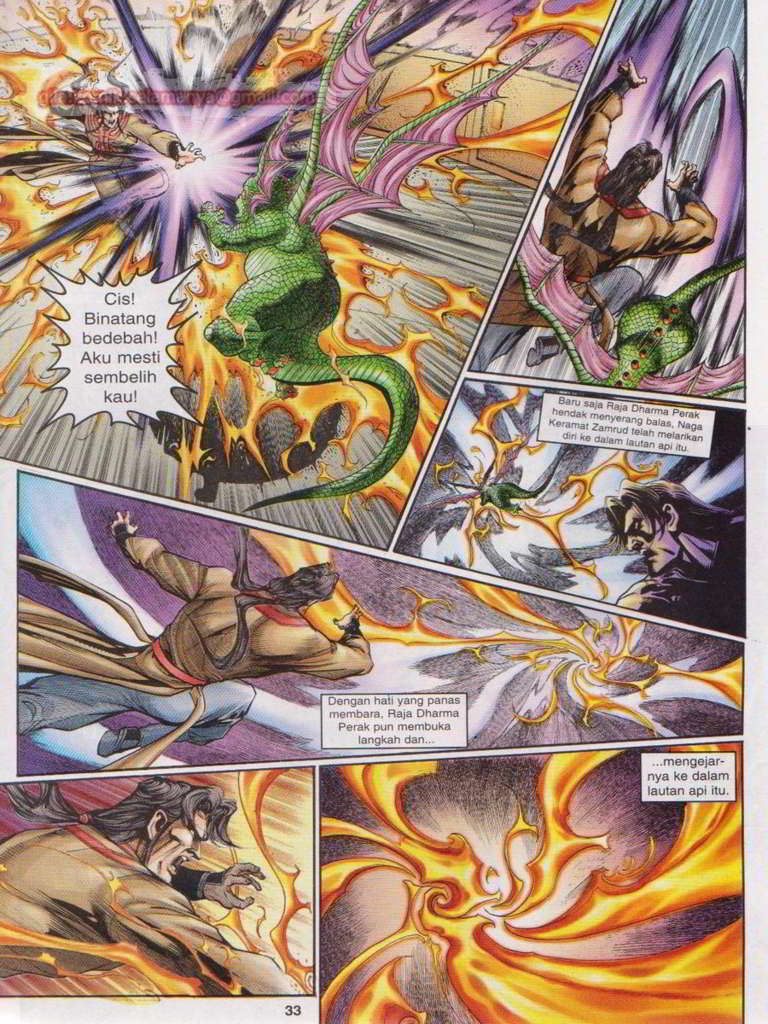 Cis!
Binatang
bedebah!
Aku mesti
sembelih
kau!
Baru saja Raja Dharma Perak
hendak menyerang balas, Naga
Keramat Zamrud telah melarikan
diri ke dalam lautan api itu.
Dengan hati yang panas
membara, Raja Dharma
Perak pun membuka
langkah dan...
...mengejar-
nya ke dalam
lautan api itu.
33